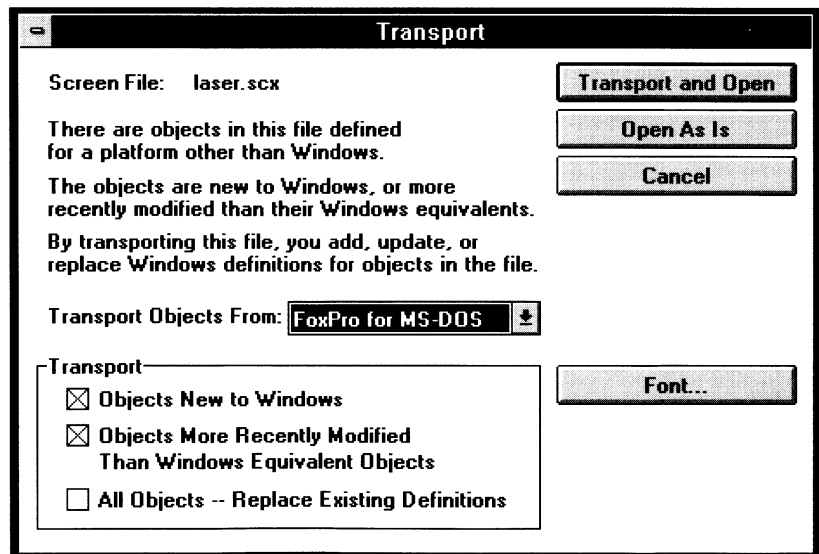 Transport
Screen File: laser.scx
There are objects in this file defined
for a platform other than Windows.
The objects are new to Windows, or more
recently modified than their Windows equivalents.
By transporting this file, you add, update, or
replace Windows definitions for objects in the file.
Transport Objects From: FoxPro for MS-DOS
Transport
Objects New to Windows
Objects More Recently Modified
Than Windows Equivalent Objects
All Objects -- Replace Existing Definitions
Transport and Open
Open As Is
Cancel
Font...